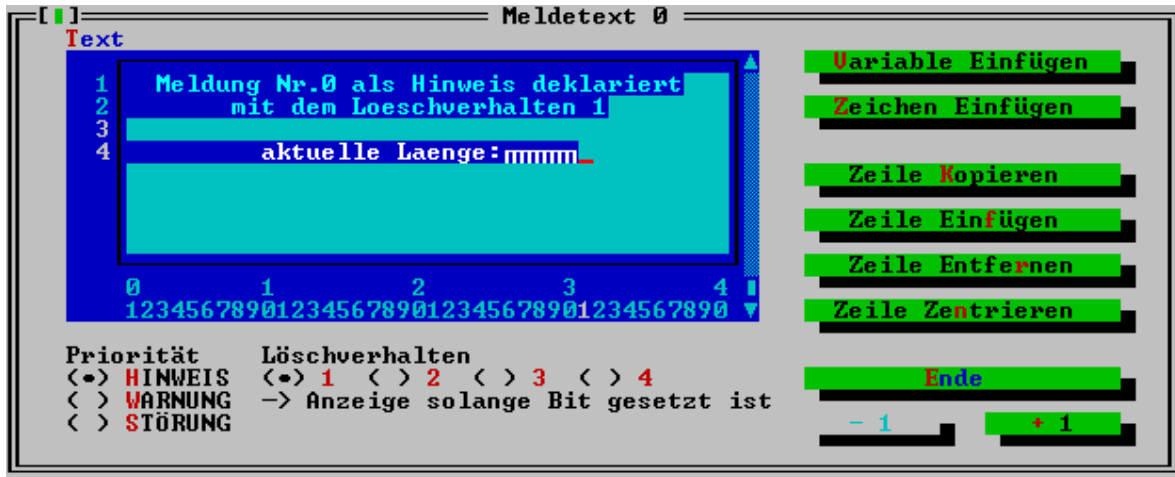 [▮] Meldetext 0
Text
1 Meldung Nr.0 als Hinweis deklariert
2 mit dem Loeschverhalten 1
3
4 aktuelle Laenge:
0 1 2 3 4
1234567890123456789012345678901234567890
Variable Einfügen
Zeichen Einfügen
Zeile Kopieren
Zeile Einfügen
Zeile Entfernen
Zeile Zentrieren
Priorität Löschverhalten
(•) HINWEIS (•) 1 ( ) 2 ( ) 3 ( ) 4
( ) WARNUNG -> Anzeige solange Bit gesetzt ist
( ) STÖRUNG
Ende
- 1 + 1